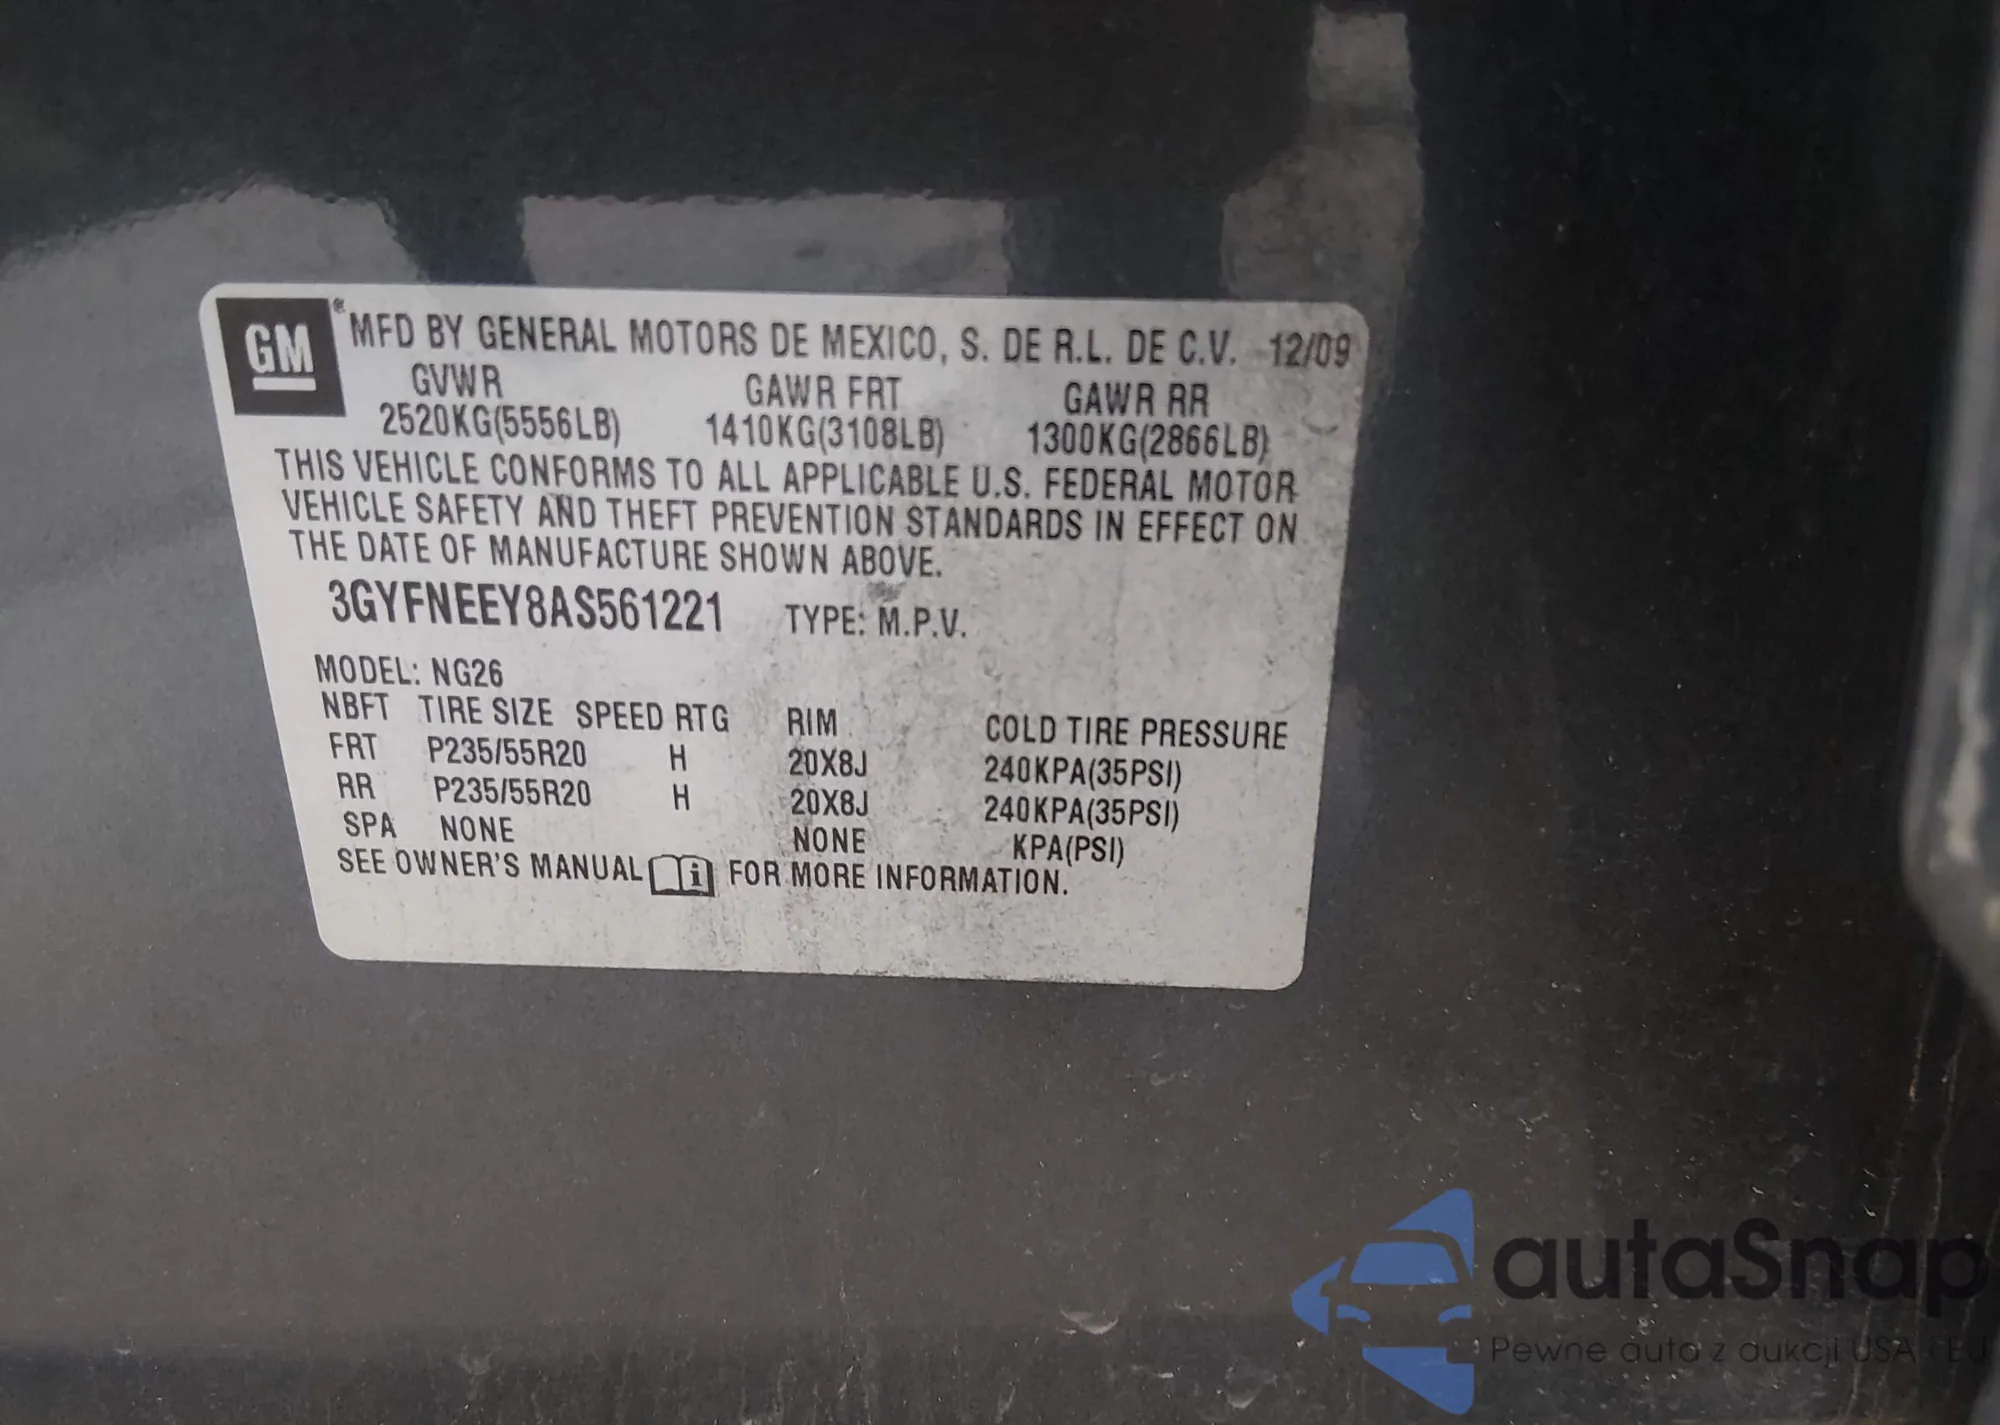 GM ® MFD BY GENERAL MOTORS DE MEXICO, S. DE R.L. DE C.V. 12/09
GVWR GAWR FRT GAWR RR
2520KG(5556LB) 1410KG(3108LB) 1300KG(2866LB)
THIS VEHICLE CONFORMS TO ALL APPLICABLE U.S. FEDERAL MOTOR
VEHICLE SAFETY AND THEFT PREVENTION STANDARDS IN EFFECT ON
THE DATE OF MANUFACTURE SHOWN ABOVE.
3GYFNEEY8AS561221 TYPE: M.P.V.
MODEL: NG26
NBFT TIRE SIZE SPEED RTG RIM COLD TIRE PRESSURE
FRT P235/55R20 H 20X8J 240KPA(35PSI)
RR P235/55R20 H 20X8J 240KPA(35PSI)
SPA NONE NONE KPA(PSI)
SEE OWNER'S MANUAL i FOR MORE INFORMATION.
autaSnap
Pewne auta z aukcji USA i EU